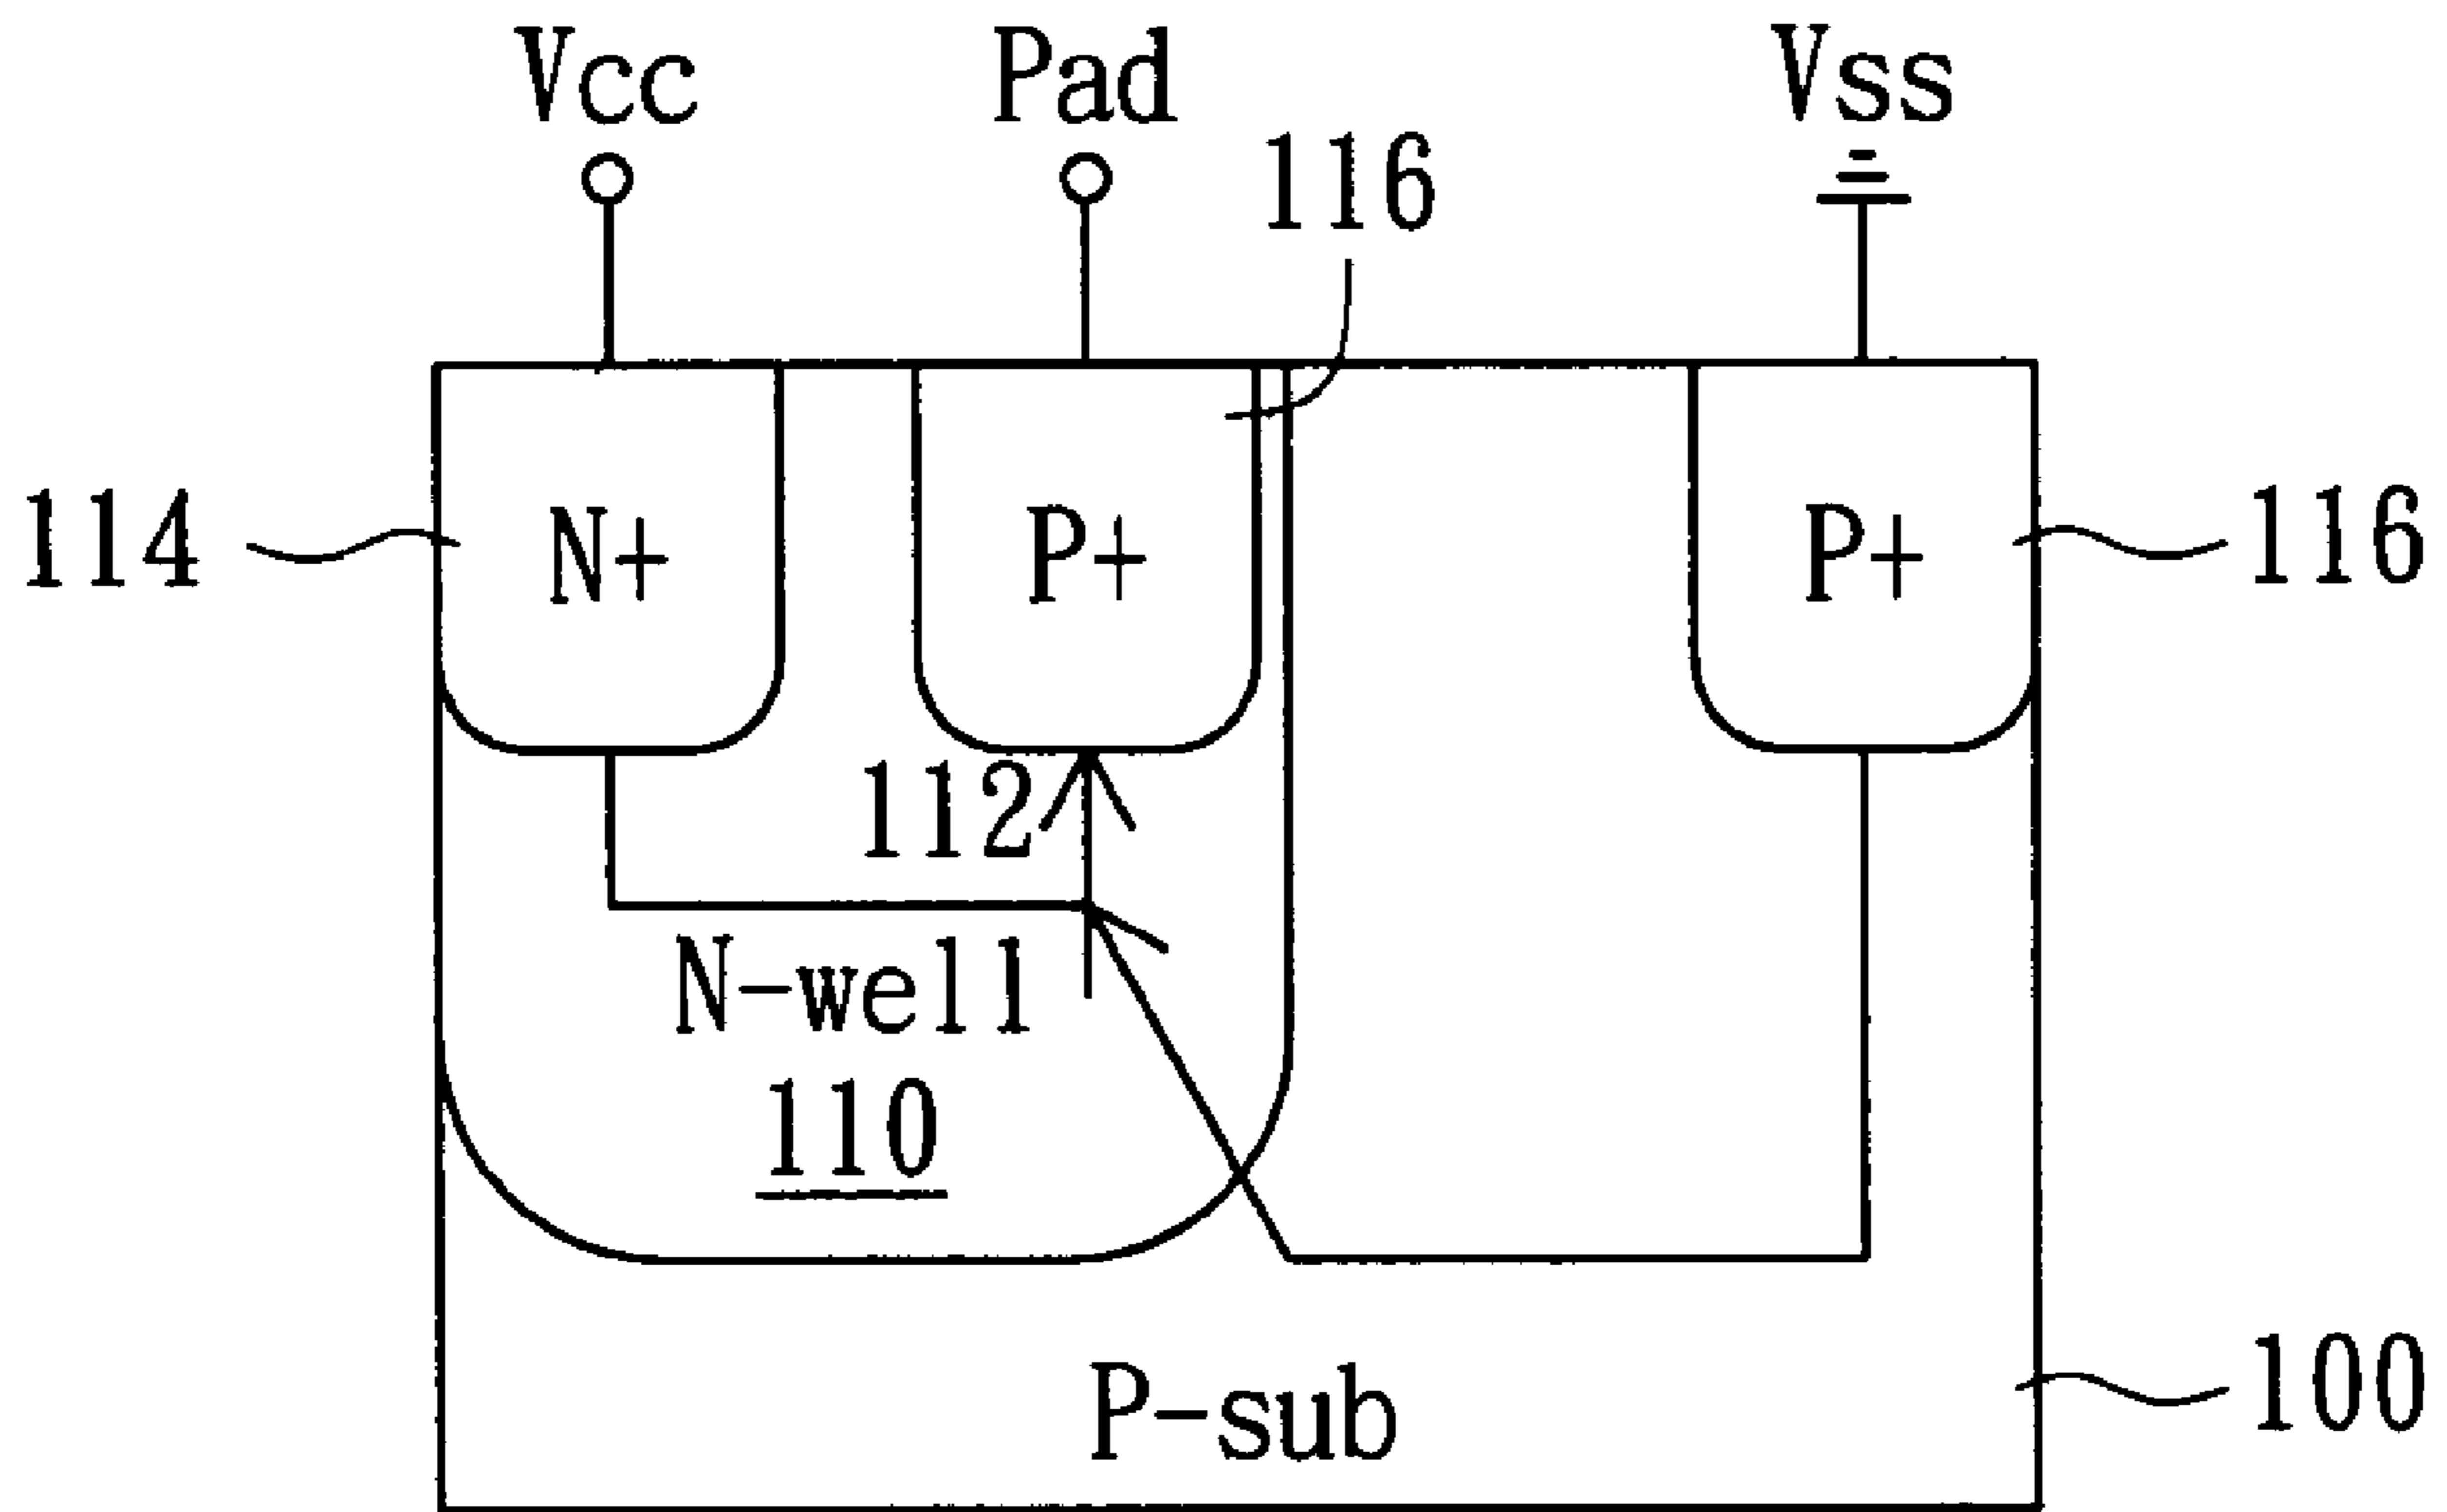 Vcc Pad Vss
116
114 N+ P+ P+ 116
112
N-well
110
P-sub 100